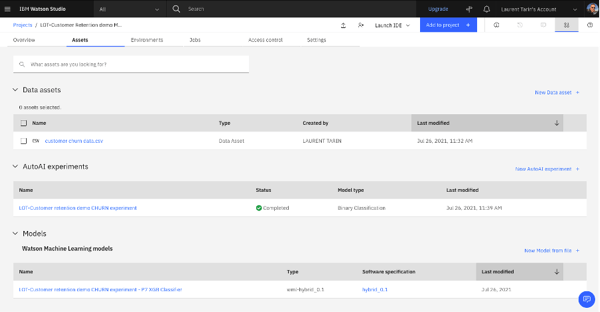 IBM Watson Studio
All
Search
Upgrade
Laurent Tarin's Account
Projects / LOT-Customer Retention demo M...
Launch IDE
Add to project +
Overview
Assets
Environments
Jobs
Access control
Settings
What assets are you looking for?
Data assets
New Data asset +
0 assets selected.
Name
Type
Created by
Last modified
customer-churn-data.csv
Data Asset
LAURENT TARIN
Jul 26, 2021, 11:32 AM
AutoAI experiments
New AutoAI experiment +
Name
Status
Model type
Last modified
LOT-Customer retention demo CHURN experiment
Completed
Binary Classification
Jul 26, 2021, 11:39 AM
Models
Watson Machine Learning models
New Model from file +
Name
Type
Software specification
Last modified
LOT-Customer retention demo CHURN experiment - P7 XGB Classifier
wml-hybrid_0.1
hybrid_0.1
Jul 26, 2021